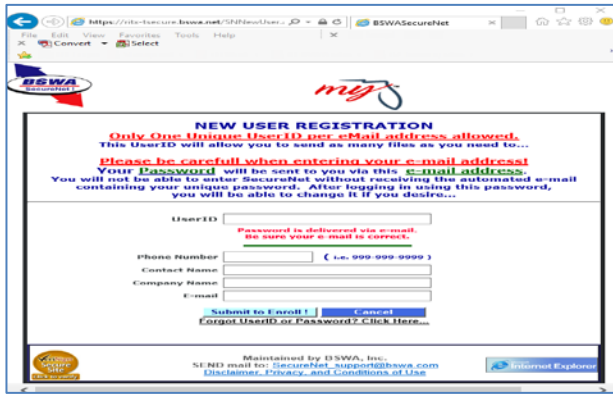 https://rite-tsecure.bswa.net/SNNewUser.
BSWASecureNet
File Edit View Favorites Tools Help
Convert Select
BSWA
SecureNet!
my
NEW USER REGISTRATION
Only One Unique UserID per eMail address allowed.
This UserID will allow you to send as many files as you need to...
Please be carefull when entering your e-mail address!
Your Password will be sent to you via this e-mail address.
You will not be able to enter SecureNet without receiving the automated e-mail
containing your unique password. After logging in using this password,
you will be able to change it if you desire...
UserID
Password is delivered via e-mail.
Be sure your e-mail is correct.
Phone Number ( i.e. 999-999-9999 )
Contact Name
Company Name
E-mail
Submit to Enroll ! Cancel
Forgot UserID or Password? Click Here...
Secure
Site
Maintained by BSWA, Inc.
SEND mail to: SecureNet_support@bswa.com
Disclaimer, Privacy, and Conditions of Use
Internet Explorer